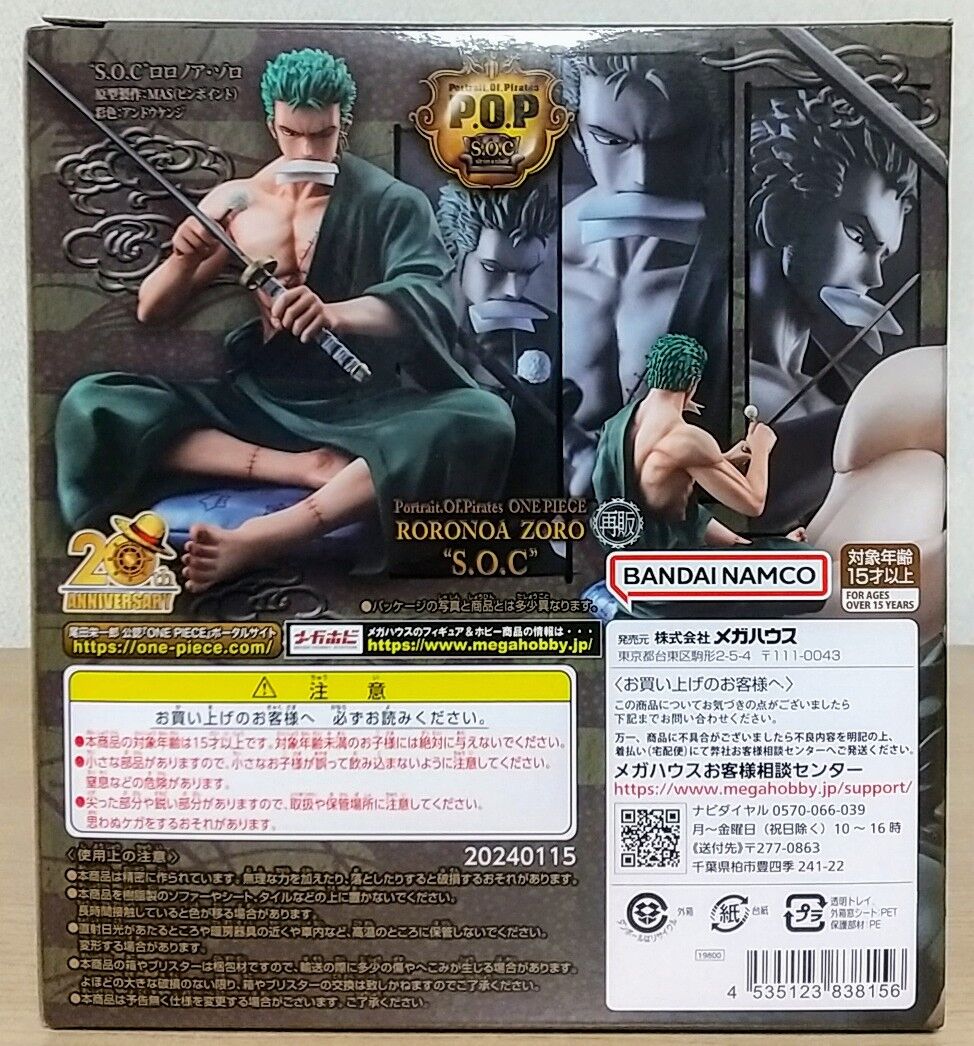 "S.O.C"ロロノア・ゾロ
原型製作:MAS(ピンポイント)
彩色:アンドウケンジ
Portrait.Of.Pirates
P.O.P
S.O.C
Portrait.Of.Pirates ONE PIECE
RORONOA ZORO
"S.O.C"
再販
20th
ANNIVERSARY
●パッケージの写真と商品とは多少異なります。
BANDAI NAMCO
対象年齢
15才以上
FOR AGES
OVER 15 YEARS
尾田栄一郎 公認「ONE PIECE」ポータルサイト
https://one-piece.com/
メガホビ
メガハウスのフィギュア&ホビー商品の情報は・・・
https://www.megahobby.jp/
⚠ 注意
お買い上げのお客様へ 必ずお読みください。
●本商品の対象年齢は15才以上です。対象年齢未満のお子様には絶対に与えないでください。
●小さな部品がありますので、小さなお子様が誤って飲み込まないように注意してください。
窒息などの危険があります。
●尖った部分や鋭い部分がありますので、取扱や保管場所に注意してください。
思わぬケガをするおそれがあります。
20240115
〈使用上の注意〉
●本商品は精密に作られています。無理な力を加えたり、落としたりすると破損するおそれがあります。
●本商品を樹脂製のソファーやシート、タイルなどの上に置かないでください。
長時間接触していると色が移る場合があります。
●直射日光があたるところや暖房器具の近くや車内など、高温のところに保管しないでください。
変形する場合があります。
●本商品の箱やブリスターは梱包材ですので、輸送の際に多少の傷やへこみが生じる場合があります。
よほどの大きな破損のない限り、箱やブリスターの交換は致しかねますのでご了承ください。
●本商品は予告無く仕様を変更する場合がございます。ご了承ください。
発売元 株式会社 メガハウス
東京都台東区駒形2-5-4 〒111-0043
〈お買い上げのお客様へ〉
この商品についてお気づきの点がございましたら
下記までお問い合わせください。
万一、商品に不具合がございましたら不良内容を明記の上、
着払い(宅配便)にて弊社お客様相談センターへご発送ください。
メガハウスお客様相談センター
https://www.megahobby.jp/support/
ナビダイヤル 0570-066-039
月～金曜日(祝日除く)10～16時
《送付先》〒277-0863
千葉県柏市豊四季 241-22
外箱
ダンボールはリサイクル
紙
台紙
プラ
透明トレイ、
外箱窓シート:PET
保護部材:PE
19800
4 535123 838156